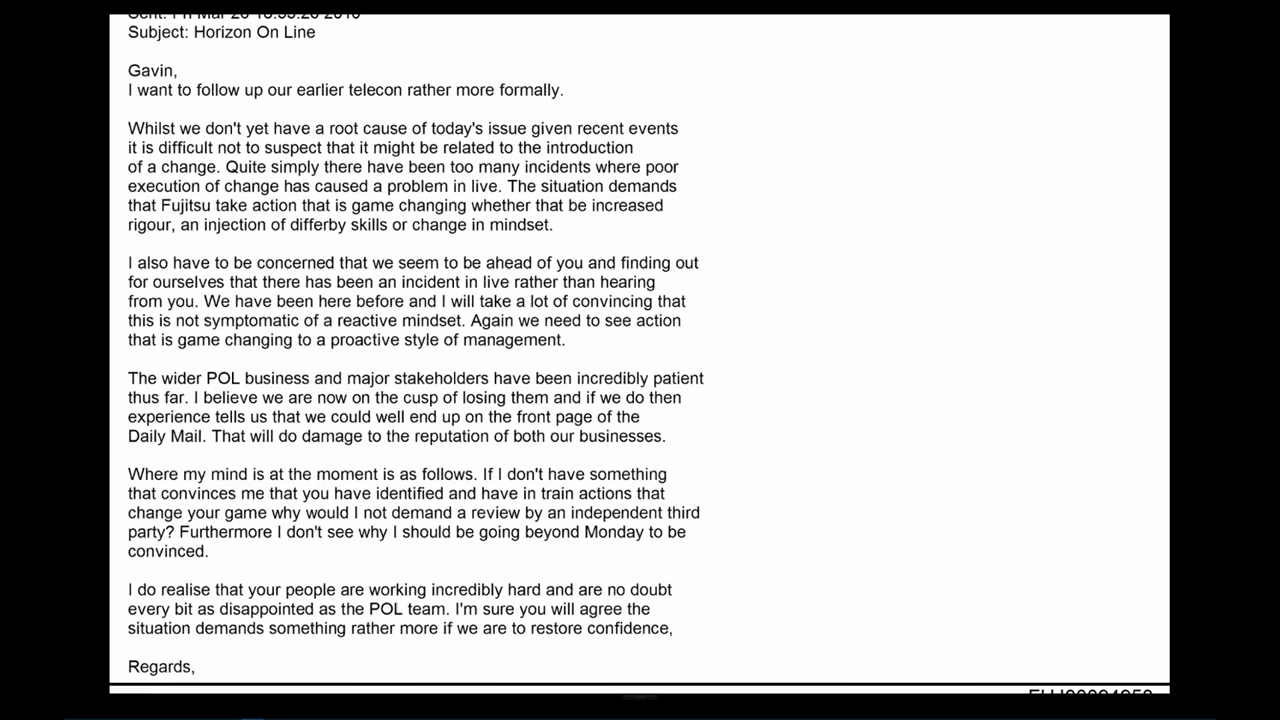 Subject: Horizon On Line
Gavin,
I want to follow up our earlier telecon rather more formally.
Whilst we don't yet have a root cause of today's issue given recent events
it is difficult not to suspect that it might be related to the introduction
of a change. Quite simply there have been too many incidents where poor
execution of change has caused a problem in live. The situation demands
that Fujitsu take action that is game changing whether that be increased
rigour, an injection of differby skills or change in mindset.
I also have to be concerned that we seem to be ahead of you and finding out
for ourselves that there has been an incident in live rather than hearing
from you. We have been here before and I will take a lot of convincing that
this is not symptomatic of a reactive mindset. Again we need to see action
that is game changing to a proactive style of management.
The wider POL business and major stakeholders have been incredibly patient
thus far. I believe we are now on the cusp of losing them and if we do then
experience tells us that we could well end up on the front page of the
Daily Mail. That will do damage to the reputation of both our businesses.
Where my mind is at the moment is as follows. If I don't have something
that convinces me that you have identified and have in train actions that
change your game why would I not demand a review by an independent third
party? Furthermore I don't see why I should be going beyond Monday to be
convinced.
I do realise that your people are working incredibly hard and are no doubt
every bit as disappointed as the POL team. I'm sure you will agree the
situation demands something rather more if we are to restore confidence,
Regards,